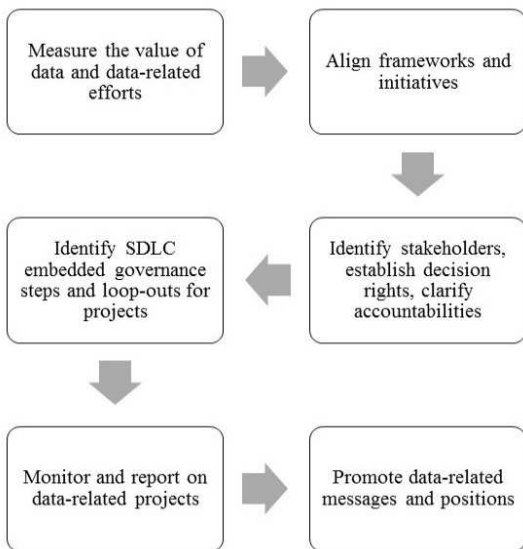 Measure the value of
data and data-related
efforts
Align frameworks and
initiatives
Identify stakeholders,
establish decision
rights, clarify
accountabilities
Identify SDLC
embedded governance
steps and loop-outs for
projects
Monitor and report on
data-related projects
Promote data-related
messages and positions